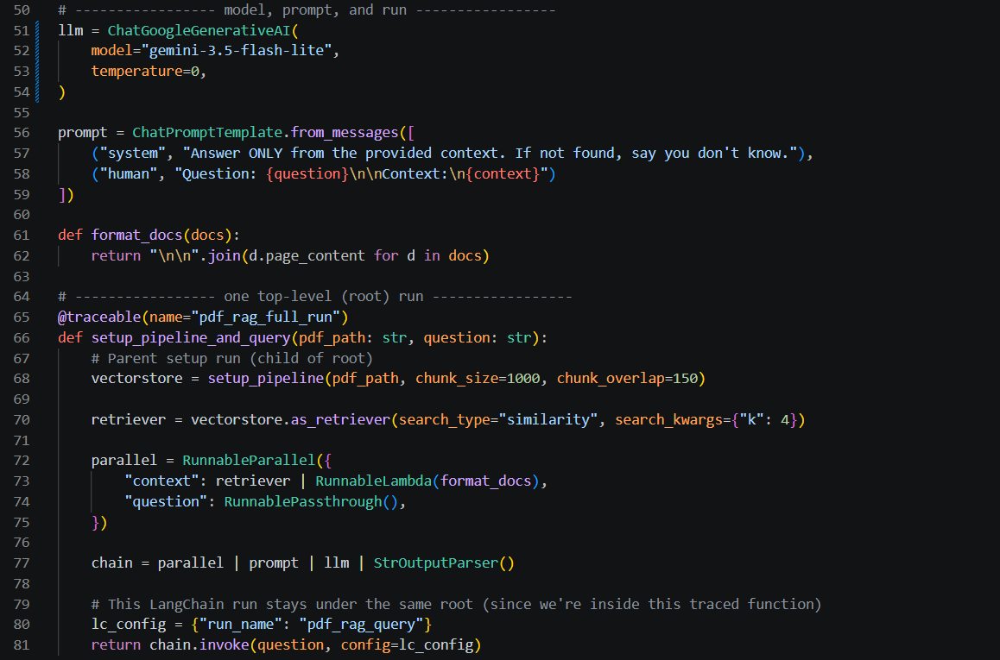 50 # ----------------- model, prompt, and run -----------------
51 llm = ChatGoogleGenerativeAI(
52     model="gemini-3.5-flash-lite",
53     temperature=0,
54 )
55
56 prompt = ChatPromptTemplate.from_messages([
57     ("system", "Answer ONLY from the provided context. If not found, say you don't know."),
58     ("human", "Question: {question}\n\nContext:\n{context}")
59 ])
60
61 def format_docs(docs):
62     return "\n\n".join(d.page_content for d in docs)
63
64 # ----------------- one top-level (root) run -----------------
65 @traceable(name="pdf_rag_full_run")
66 def setup_pipeline_and_query(pdf_path: str, question: str):
67     # Parent setup run (child of root)
68     vectorstore = setup_pipeline(pdf_path, chunk_size=1000, chunk_overlap=150)
69
70     retriever = vectorstore.as_retriever(search_type="similarity", search_kwargs={"k": 4})
71
72     parallel = RunnableParallel({
73         "context": retriever | RunnableLambda(format_docs),
74         "question": RunnablePassthrough(),
75     })
76
77     chain = parallel | prompt | llm | StrOutputParser()
78
79     # This LangChain run stays under the same root (since we're inside this traced function)
80     lc_config = {"run_name": "pdf_rag_query"}
81     return chain.invoke(question, config=lc_config)